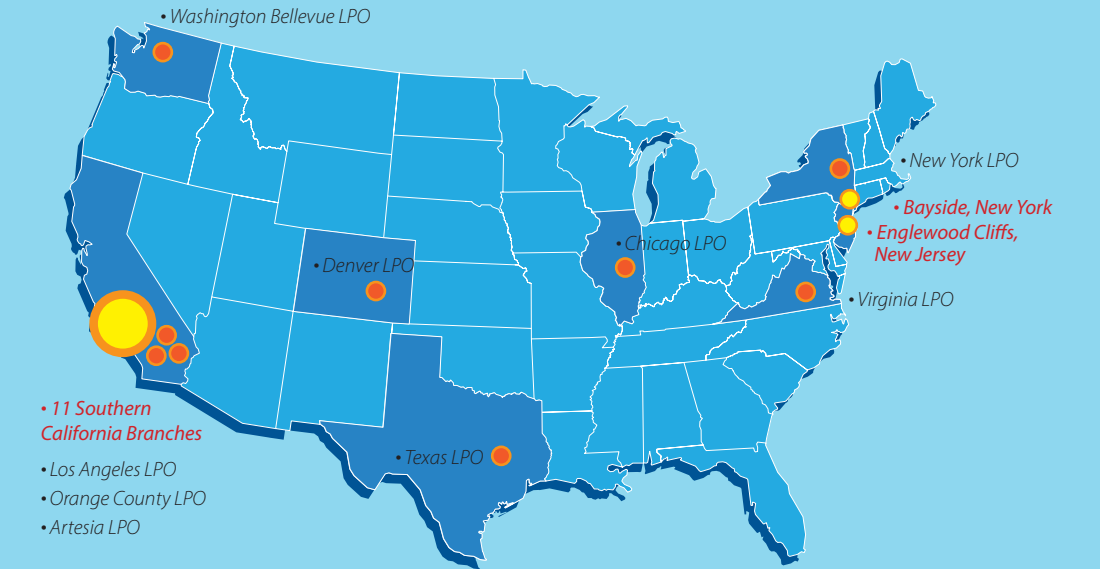 • Washington Bellevue LPO
• New York LPO
• Bayside, New York
• Englewood Cliffs,
New Jersey
• Chicago LPO
• Denver LPO
• Virginia LPO
• 11 Southern
California Branches
• Los Angeles LPO
• Orange County LPO
• Artesia LPO
• Texas LPO